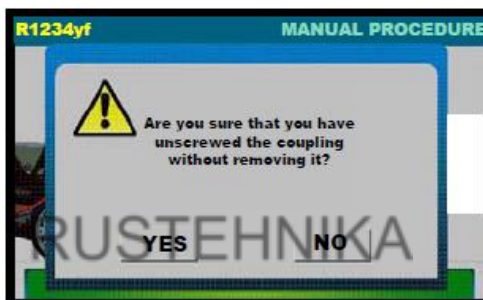 R1234yf MANUAL PROCEDURE
Are you sure that you have
unscrewed the coupling
without removing it?
RUSTEHNIKA
YES NO